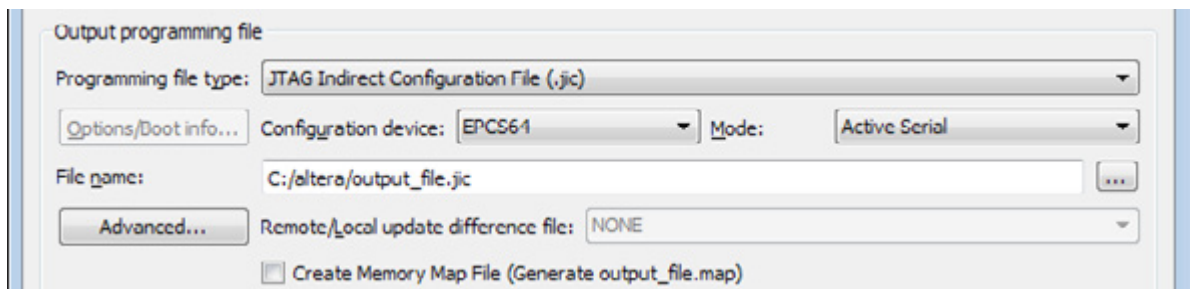 Output programming file
Programming file type: JTAG Indirect Configuration File (.jic)
Options/Boot info... Configuration device: EPCS64 Mode: Active Serial
File name: C:/altera/output_file.jic ...
Advanced... Remote/Local update difference file: NONE
Create Memory Map File (Generate output_file.map)